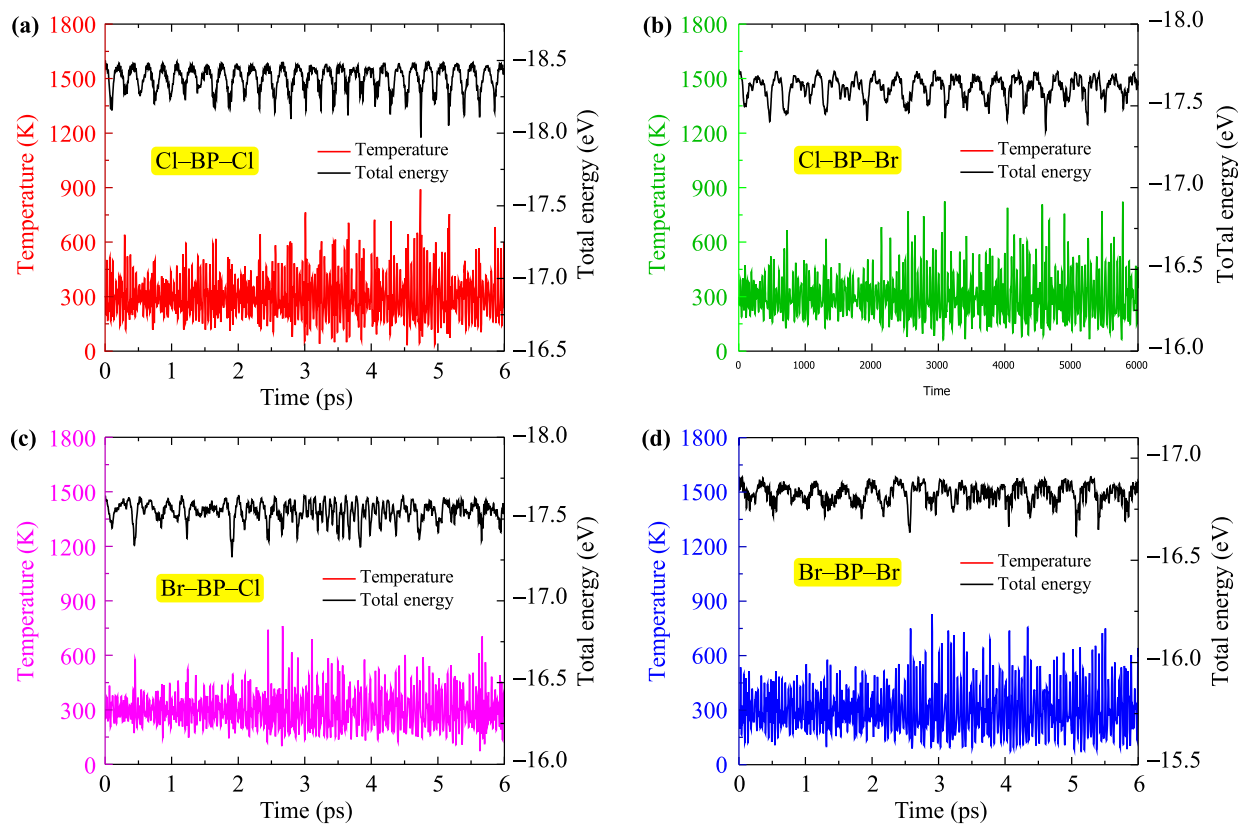 (a)
1800
1500
1200
900
600
300
0
Temperature (K)
Cl–BP–Cl
Temperature
Total energy
−18.5
−18.0
−17.5
−17.0
−16.5
Total energy (eV)
0 1 2 3 4 5 6
Time (ps)
(b)
1800
1500
1200
900
600
300
0
Temperature (K)
Cl–BP–Br
Temperature
Total energy
−18.0
−17.5
−17.0
−16.5
−16.0
ToTal energy (eV)
0 1000 2000 3000 4000 5000 6000
Time
(c)
1800
1500
1200
900
600
300
0
Temperature (K)
Br–BP–Cl
Temperature
Total energy
−18.0
−17.5
−17.0
−16.5
−16.0
Total energy (eV)
0 1 2 3 4 5 6
Time (ps)
(d)
1800
1500
1200
900
600
300
0
Temperature (K)
Br–BP–Br
Temperature
Total energy
−17.0
−16.5
−16.0
−15.5
Total energy (eV)
0 1 2 3 4 5 6
Time (ps)